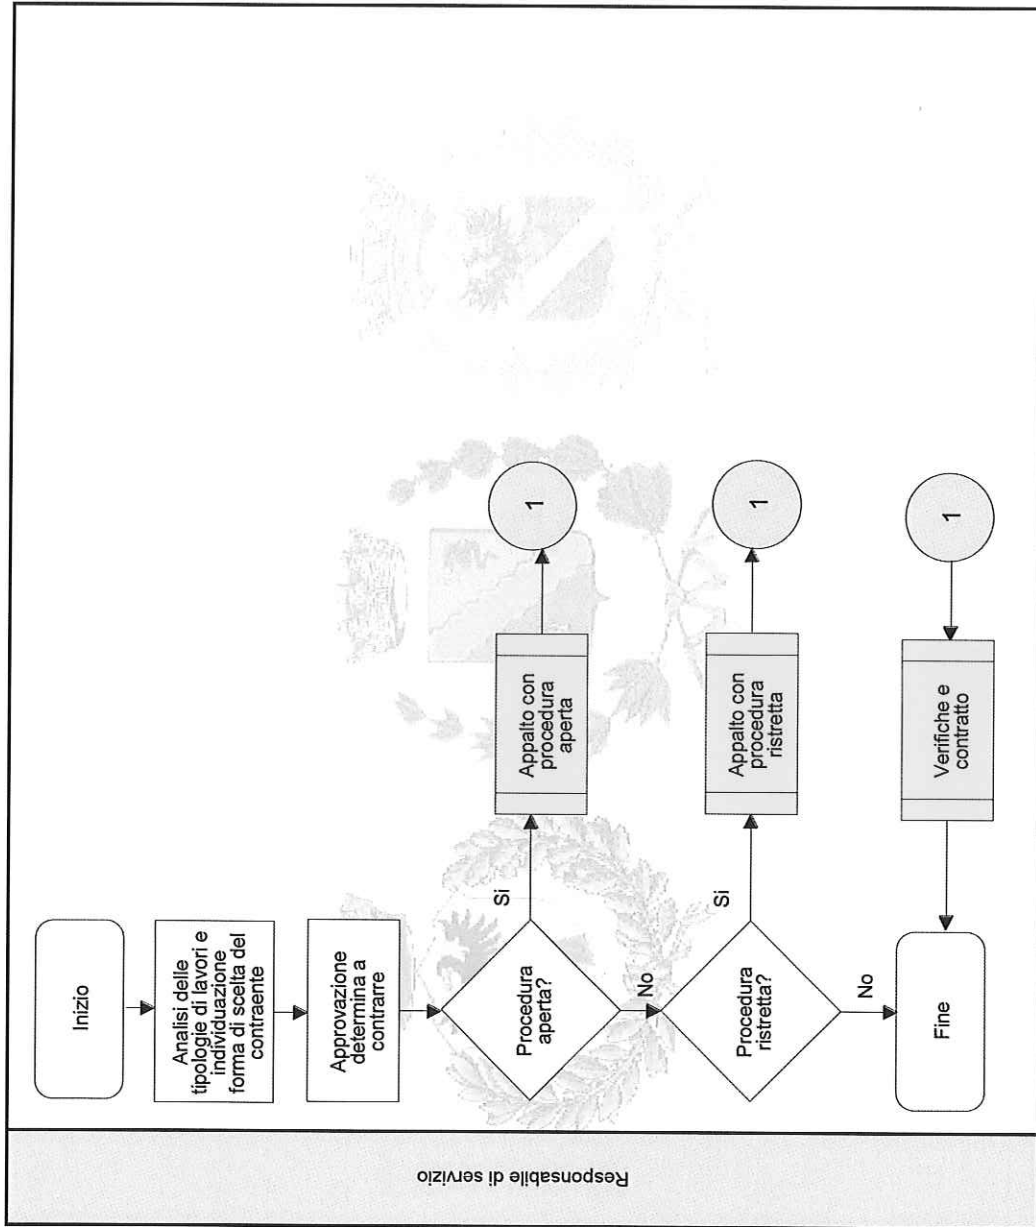 Responsabile di servizio
Inizio
Analisi delle
tipologie di lavori e
individuazione
forma di scelta del
contraente
Approvazione
determina a
contrarre
Procedura
aperta?
Si
Appalto con
procedura
aperta
1
No
Procedura
ristretta?
Si
Appalto con
procedura
ristretta
1
No
Fine
Verifiche e
contratto
1